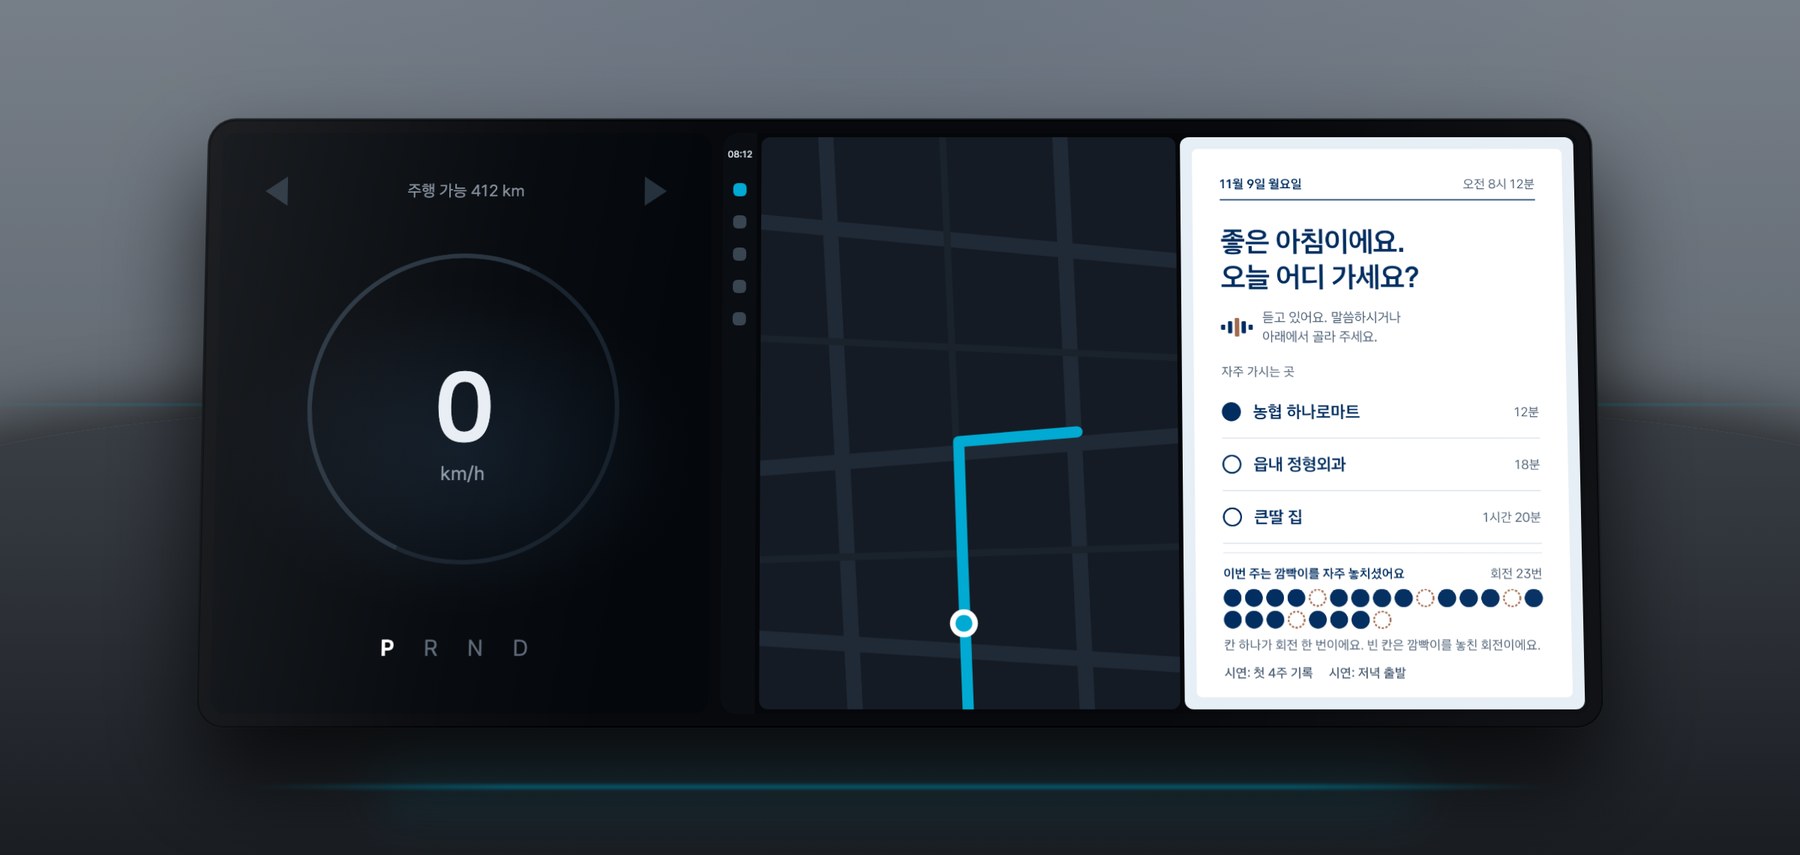 주행 가능 412 km
0
km/h
P R N D
08:12
11월 9일 월요일
오전 8시 12분
좋은 아침이에요.
오늘 어디 가세요?
듣고 있어요. 말씀하시거나
아래에서 골라 주세요.
자주 가시는 곳
농협 하나로마트
12분
읍내 정형외과
18분
큰딸 집
1시간 20분
이번 주는 깜빡이를 자주 놓치셨어요
회전 23번
칸 하나가 회전 한 번이에요. 빈 칸은 깜빡이를 놓친 회전이에요.
시연: 첫 4주 기록
시연: 저녁 출발